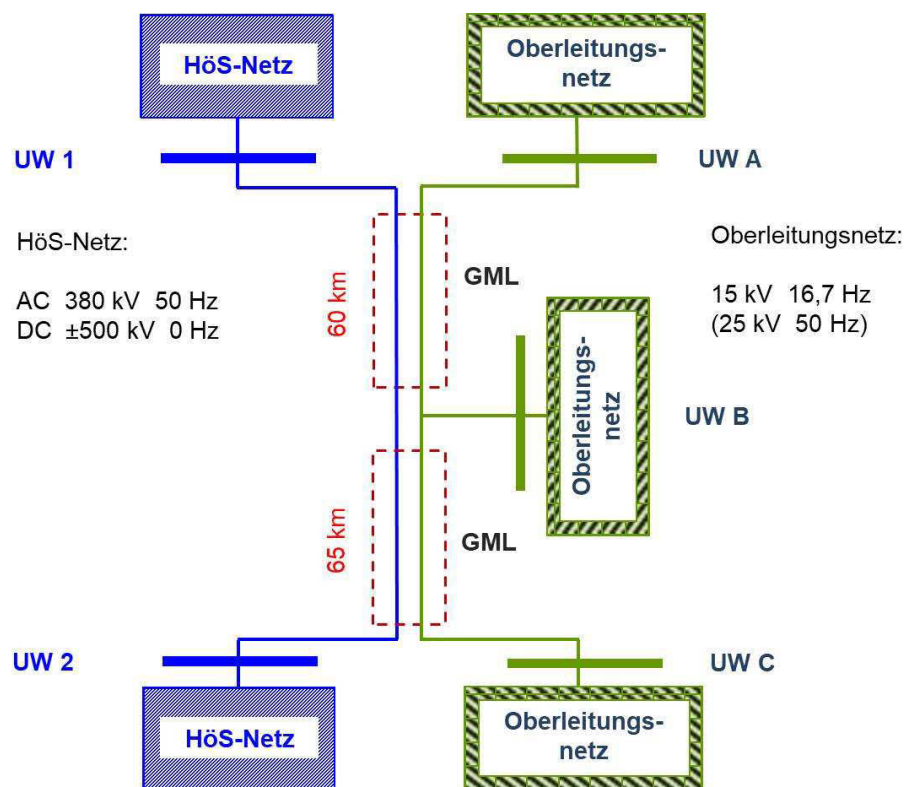 HöS-Netz
Oberleitungs-
netz
UW 1
UW A
HöS-Netz:
AC 380 kV 50 Hz
DC ±500 kV 0 Hz
60 km
GML
Oberleitungsnetz:
15 kV 16,7 Hz
(25 kV 50 Hz)
Oberleitungs-
netz
UW B
65 km
GML
UW 2
UW C
HöS-Netz
Oberleitungs-
netz